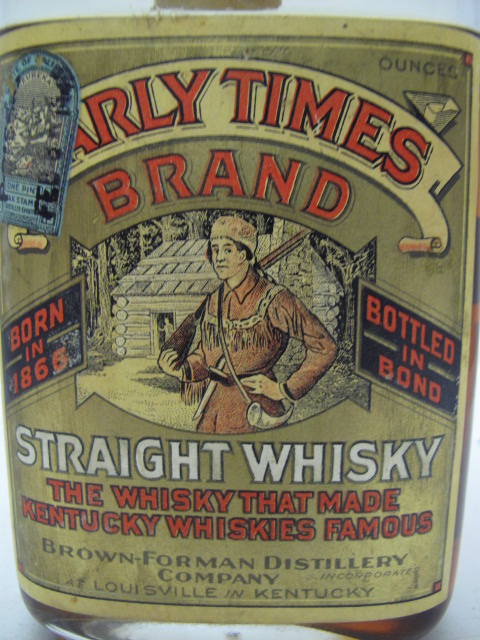 OUNCES
ARLY TIMES
BRAND
BORN
IN
1866
BOTTLED
IN
BOND
STRAIGHT WHISKY
THE WHISKY THAT MADE
KENTUCKY WHISKIES FAMOUS
BROWN-FORMAN DISTILLERY
COMPANY INCORPORATED
AT LOUISVILLE IN KENTUCKY